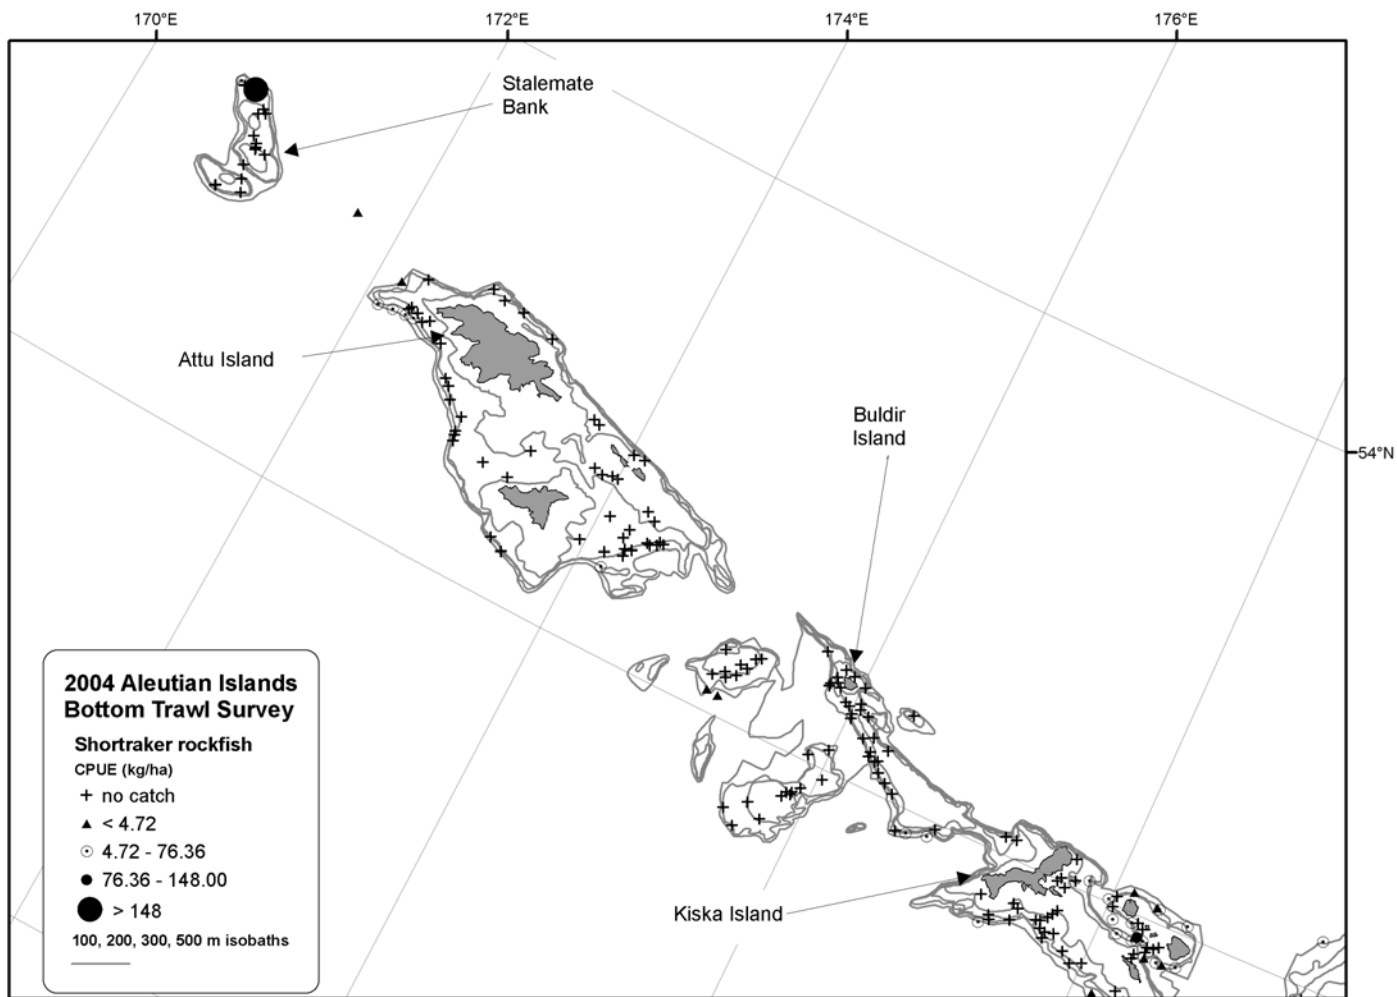 170°E
172°E
174°E
176°E
Stalemate
Bank
Attu Island
Buldir
Island
54°N
Kiska Island
2004 Aleutian Islands
Bottom Trawl Survey
Shortraker rockfish
CPUE (kg/ha)
no catch
< 4.72
4.72 - 76.36
76.36 - 148.00
> 148
100, 200, 300, 500 m isobaths